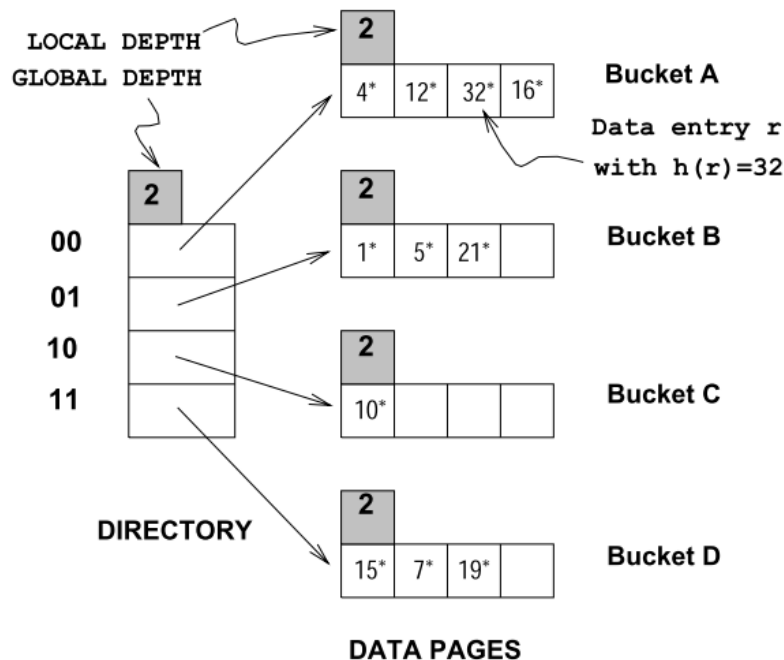 LOCAL DEPTH
GLOBAL DEPTH
2
4* 12* 32* 16*
Bucket A
Data entry r
with h(r)=32
2
00
01
10
11
2
1* 5* 21*
Bucket B
2
10*
Bucket C
DIRECTORY
2
15* 7* 19*
Bucket D
DATA PAGES